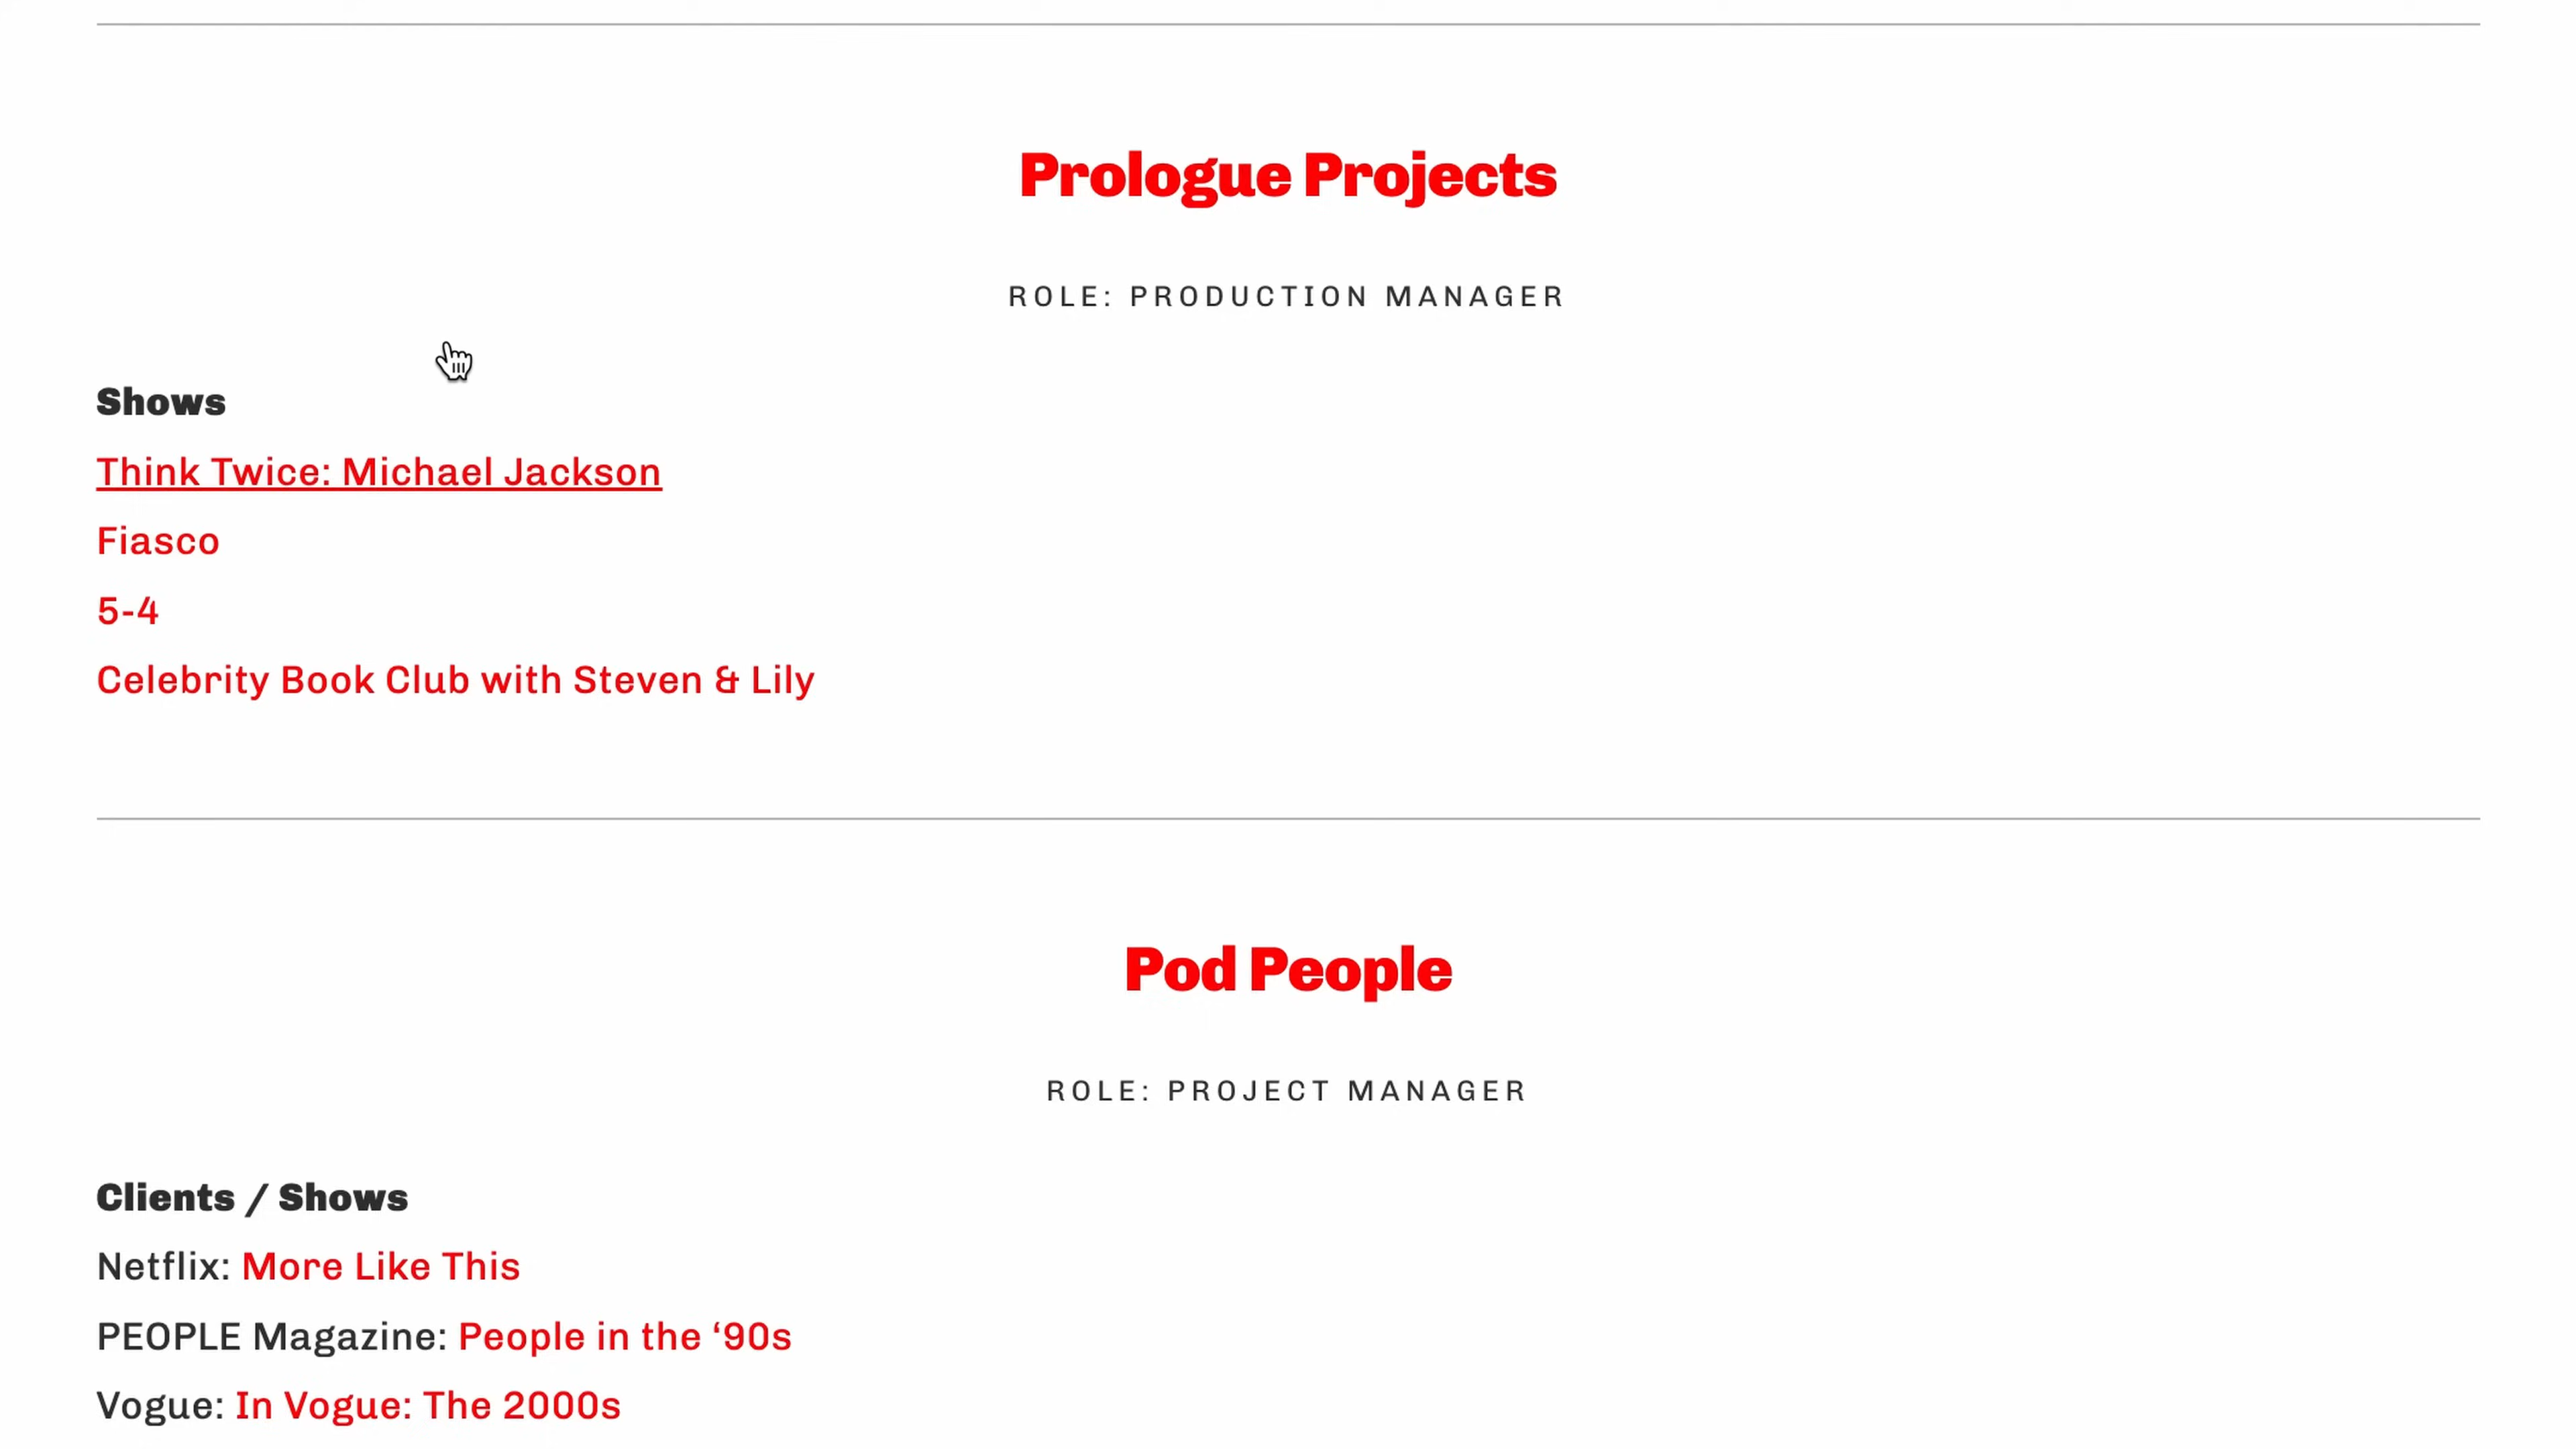 Prologue Projects
ROLE: PRODUCTION MANAGER
Shows
Think Twice: Michael Jackson
Fiasco
5-4
Celebrity Book Club with Steven & Lily
Pod People
ROLE: PROJECT MANAGER
Clients / Shows
Netflix: More Like This
PEOPLE Magazine: People in the ‘90s
Vogue: In Vogue: The 2000s